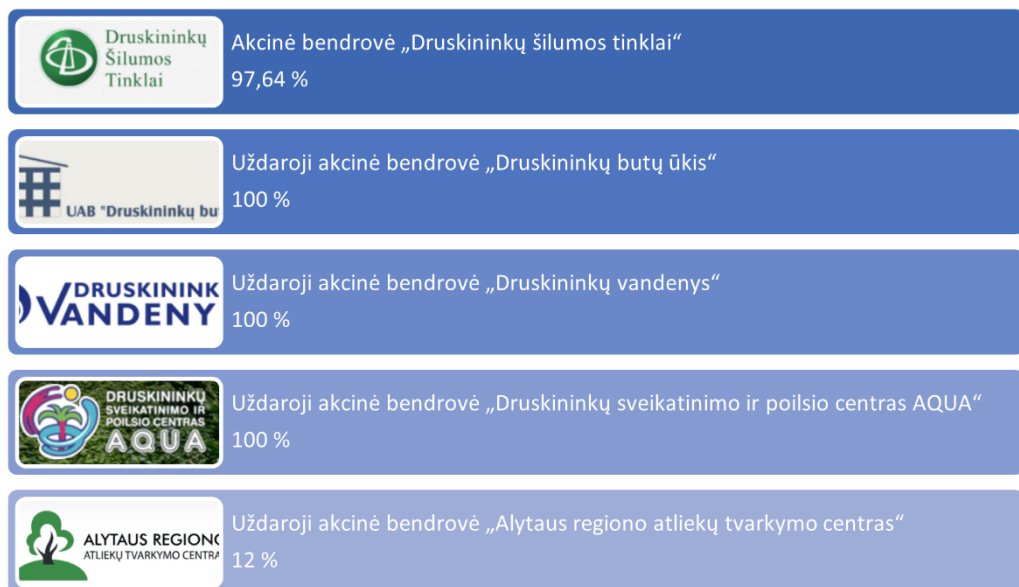 Druskininkų
Šilumos
Tinklai
Akcinė bendrovė „Druskininkų šilumos tinklai“
97,64 %
UAB "Druskininkų bu
Uždaroji akcinė bendrovė „Druskininkų butų ūkis“
100 %
DRUSKININK
VANDENY
Uždaroji akcinė bendrovė „Druskininkų vandenys“
100 %
DRUSKININKŲ
SVEIKATINIMO IR
POILSIO CENTRAS
AQUA
Uždaroji akcinė bendrovė „Druskininkų sveikatinimo ir poilsio centras AQUA“
100 %
ALYTAUS REGIONO
ATLIEKŲ TVARKYMO CENTRA
Uždaroji akcinė bendrovė „Alytaus regiono atliekų tvarkymo centras“
12 %